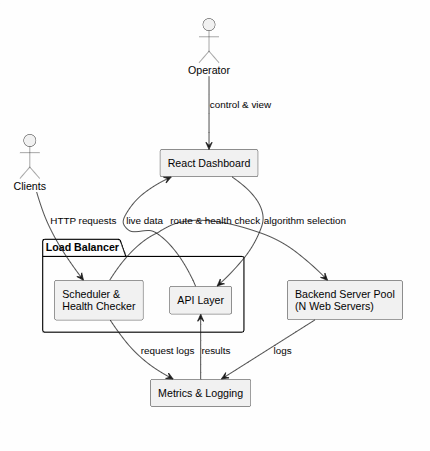 Operator
control & view
React Dashboard
Clients
HTTP requests
live data
route & health check
algorithm selection
Load Balancer
Scheduler &
Health Checker
API Layer
Backend Server Pool
(N Web Servers)
request logs
results
logs
Metrics & Logging